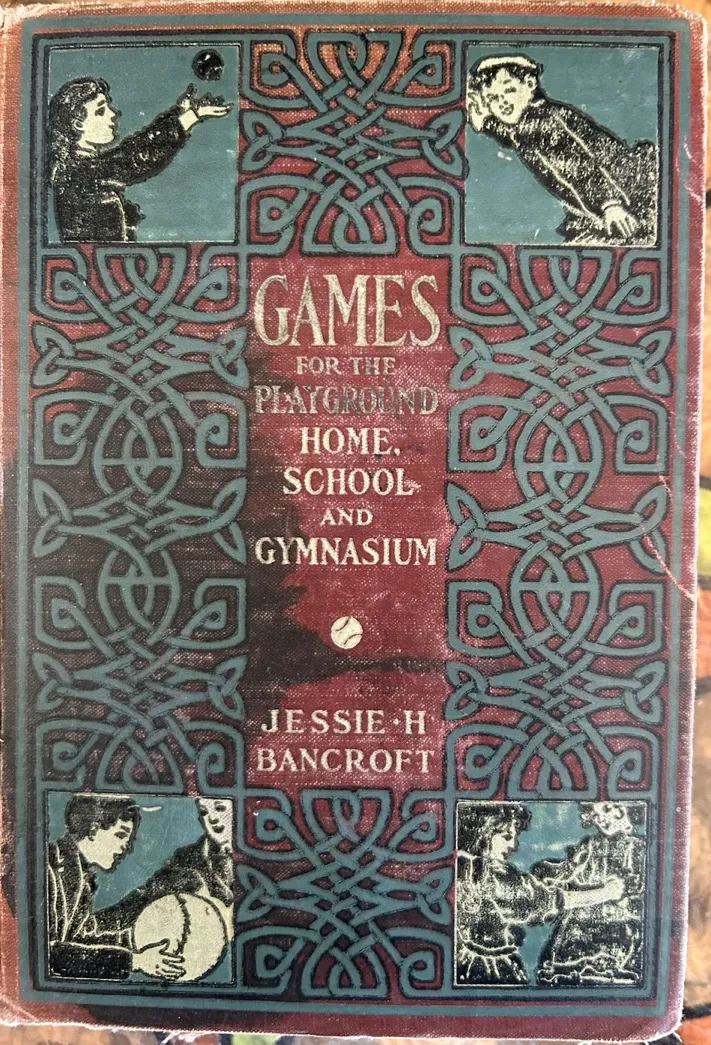 GAMES
FOR THE
PLAYGROUND
HOME,
SCHOOL
AND
GYMNASIUM
JESSIE · H
BANCROFT